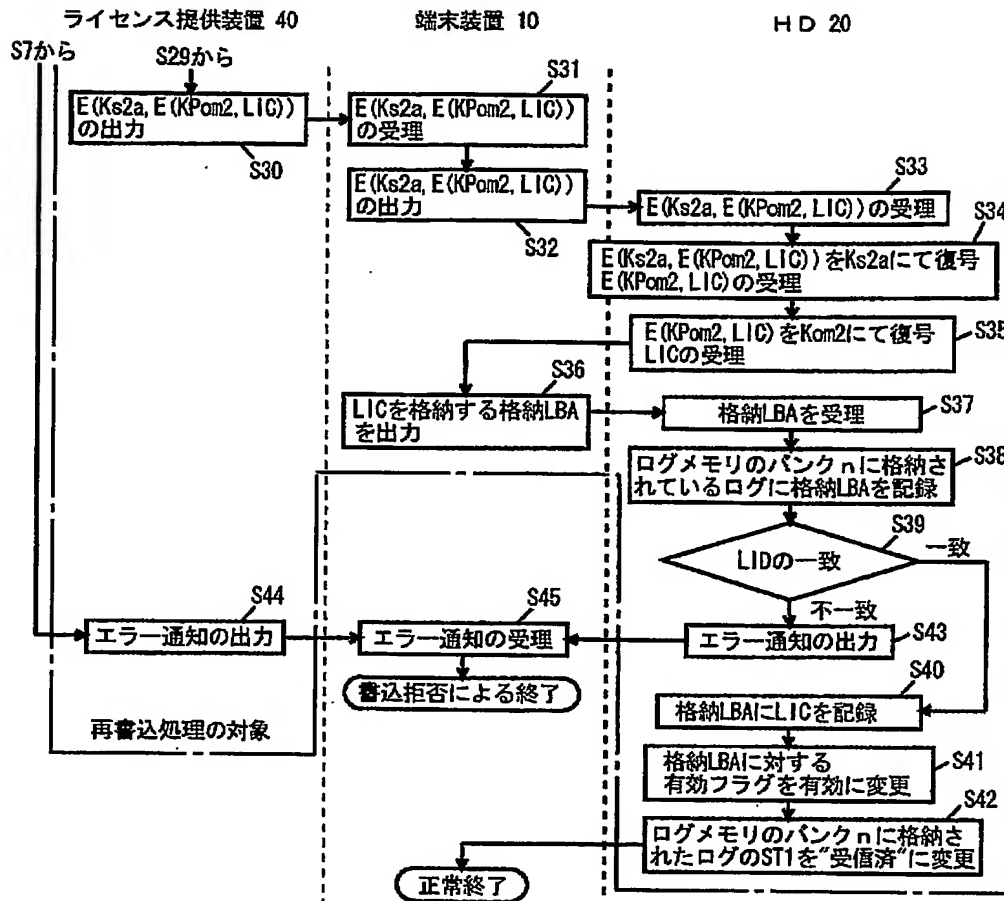 ライセンス提供装置 40
端末装置 10
HD 20
S7から
S29から
E(Ks2a, E(KPom2, LIC))
の出力
S30
S31
E(Ks2a, E(KPom2, LIC))
の受理
E(Ks2a, E(KPom2, LIC))
の出力
S32
S33
E(Ks2a, E(KPom2, LIC))の受理
S34
E(Ks2a, E(KPom2, LIC))をKs2aにて復号
E(KPom2, LIC)の受理
E(KPom2, LIC)をKom2にて復号
LICの受理
S35
S36
LICを格納する格納LBA
を出力
格納LBAを受理
S37
ログメモリのバンクnに格納さ
れているログに格納LBAを記録
S38
S39
LIDの一致
一致
不一致
S44
エラー通知の出力
S45
エラー通知の受理
エラー通知の出力
S43
書込拒否による終了
S40
格納LBAにLICを記録
再書込処理の対象
格納LBAに対する
有効フラグを有効に変更
S41
S42
ログメモリのバンクnに格納さ
れたログのST1を"受信済"に変更
正常終了